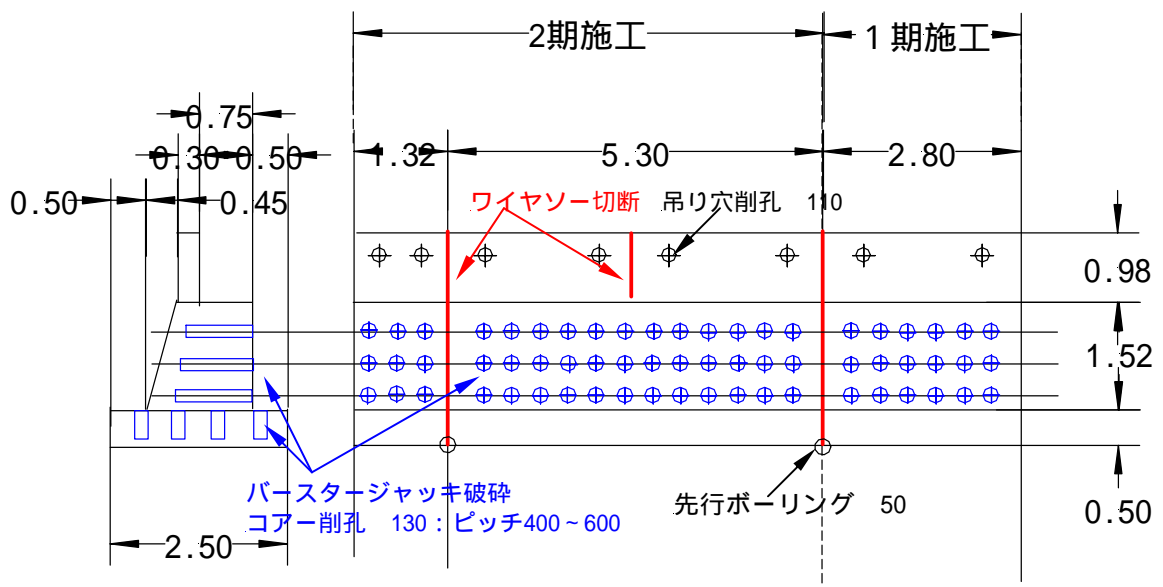 2期施工
1期施工
0.75
0.30
0.50
1.32
5.30
2.80
0.50
0.45
ワイヤソー切断
吊り穴削孔 110
0.98
1.52
バースタージャッキ破砕
コアー削孔 130：ピッチ400~600
先行ボーリング 50
0.50
2.50